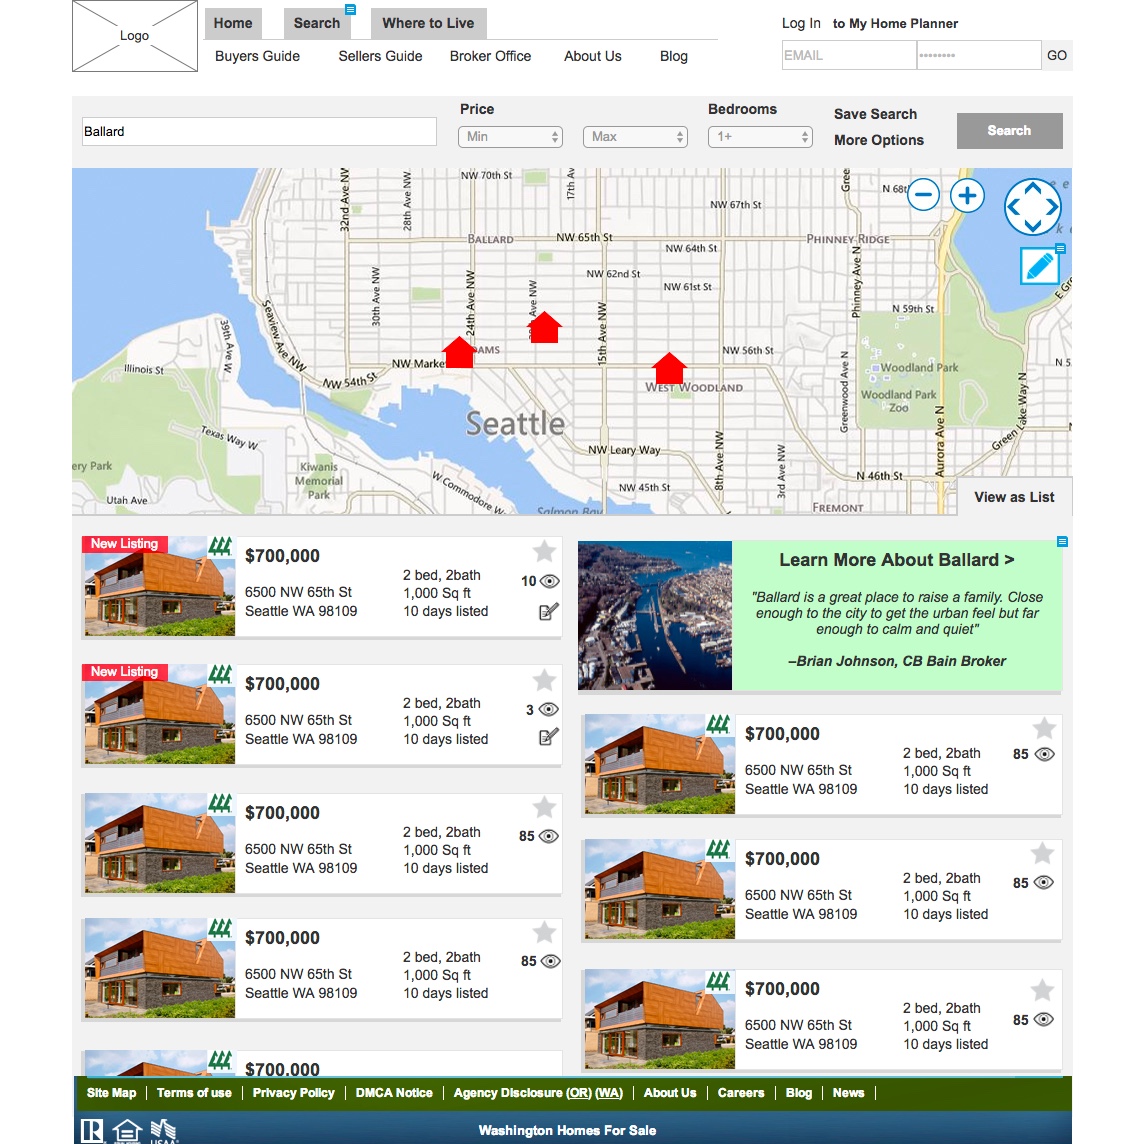 Logo
Home
Search
Where to Live
Buyers Guide
Sellers Guide
Broker Office
About Us
Blog
Log In to My Home Planner
EMAIL
GO
Ballard
Price
Min
Max
Bedrooms
1+
Save Search
More Options
Search
NW 70th St
32nd Ave NW
28th Ave NW
17th Av
Gree
N 68t
NW 67th St
BALLARD
NW 65th St
NW 64th St
PHINNEY RIDGE
NW 62nd St
NW 61st St
30th Ave NW
24th Ave NW
15th Ave NW
Phinney Ave N
N 59th St
E Gre
Seaview Ave NW
39th Ave W
NW Marke
NW 56th St
NW 54th St
Illinois St
WEST WOODLAND
Woodland Park
Woodland Park
Zoo
Greenwood Ave N
N 5
Seattle
Texas Way W
NW Leary Way
8th Ave NW
3rd Ave NW
Aurora Ave N
Green Lake Way N
ery Park
Kiwanis
Memorial
Park
W Commodore W
N 46th St
NW 45th St
Utah Ave
Salmon Bay
FREMONT
View as List
New Listing
$700,000
6500 NW 65th St
Seattle WA 98109
2 bed, 2bath
1,000 Sq ft
10 days listed
10
New Listing
$700,000
6500 NW 65th St
Seattle WA 98109
2 bed, 2bath
1,000 Sq ft
10 days listed
3
$700,000
6500 NW 65th St
Seattle WA 98109
2 bed, 2bath
1,000 Sq ft
10 days listed
85
$700,000
6500 NW 65th St
Seattle WA 98109
2 bed, 2bath
1,000 Sq ft
10 days listed
85
$700,000
Learn More About Ballard >
"Ballard is a great place to raise a family. Close
enough to the city to get the urban feel but far
enough to calm and quiet"
–Brian Johnson, CB Bain Broker
$700,000
6500 NW 65th St
Seattle WA 98109
2 bed, 2bath
1,000 Sq ft
10 days listed
85
$700,000
6500 NW 65th St
Seattle WA 98109
2 bed, 2bath
1,000 Sq ft
10 days listed
85
$700,000
6500 NW 65th St
Seattle WA 98109
2 bed, 2bath
1,000 Sq ft
10 days listed
85
Site Map | Terms of use | Privacy Policy | DMCA Notice | Agency Disclosure (OR) (WA) | About Us | Careers | Blog | News |
R
USAA
Washington Homes For Sale